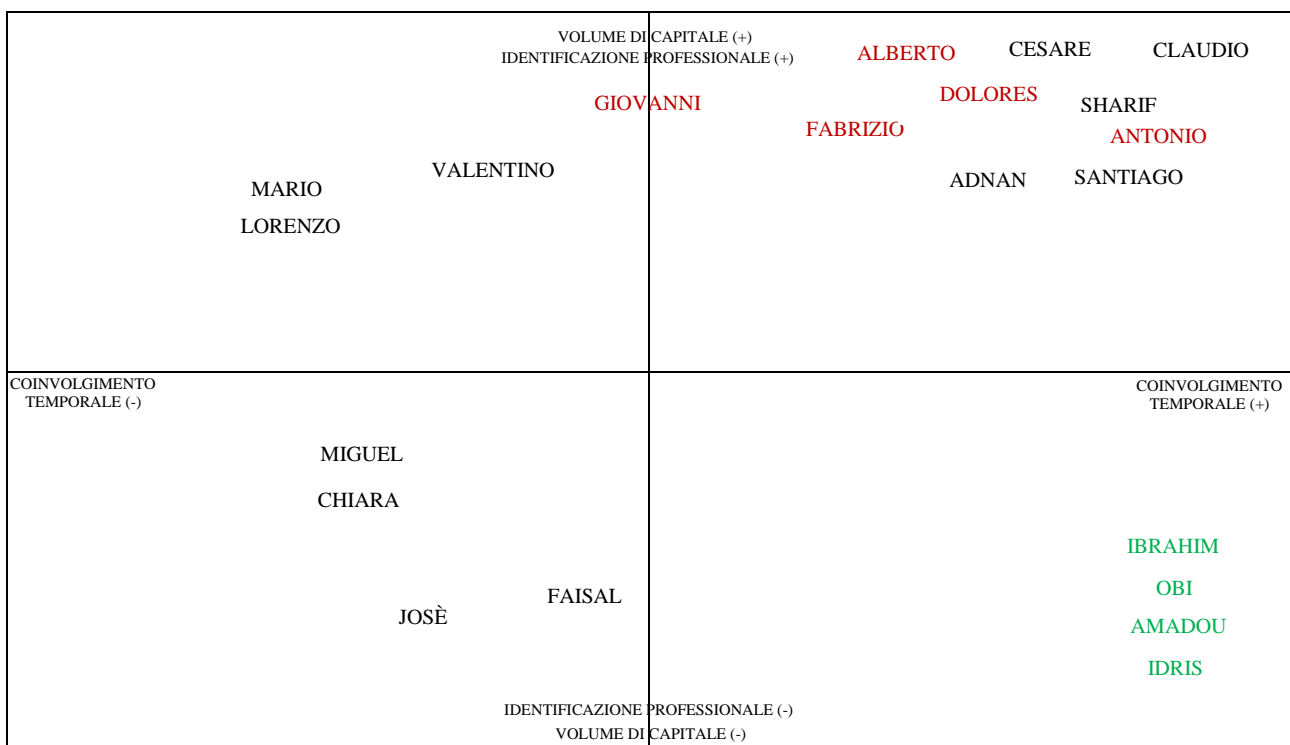 VOLUME DI CAPITALE (+)
IDENTIFICAZIONE PROFESSIONALE (+)
ALBERTO
CESARE
CLAUDIO
GIOVANNI
DOLORES
SHARIF
FABRIZIO
ANTONIO
VALENTINO
MARIO
ADNAN
SANTIAGO
LORENZO
COINVOLGIMENTO
TEMPORALE (-)
COINVOLGIMENTO
TEMPORALE (+)
MIGUEL
CHIARA
IBRAHIM
FAISAL
OBI
JOSÈ
AMADOU
IDRIS
IDENTIFICAZIONE PROFESSIONALE (-)
VOLUME DI CAPITALE (-)